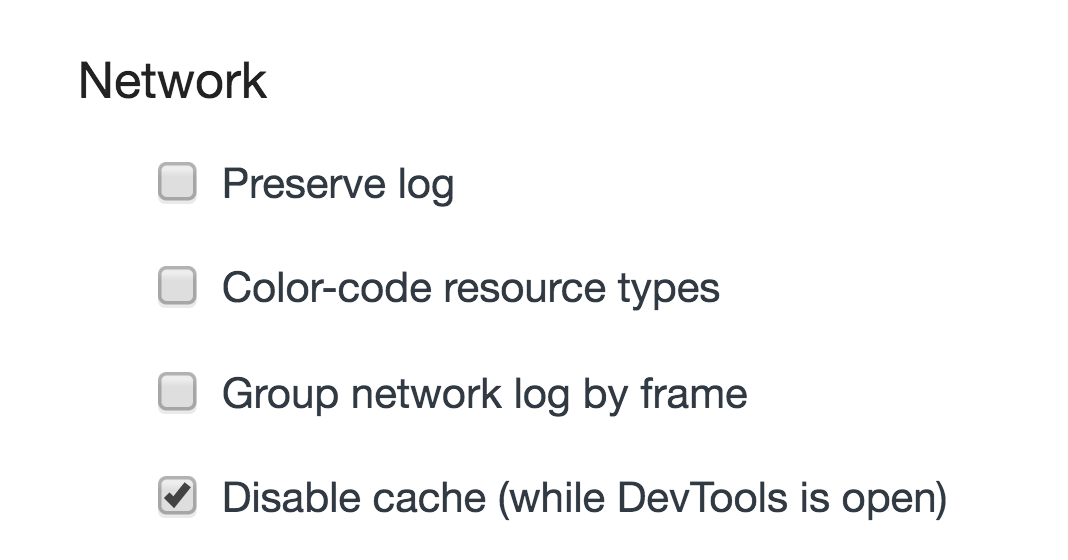 Network
Preserve log
Color-code resource types
Group network log by frame
Disable cache (while DevTools is open)